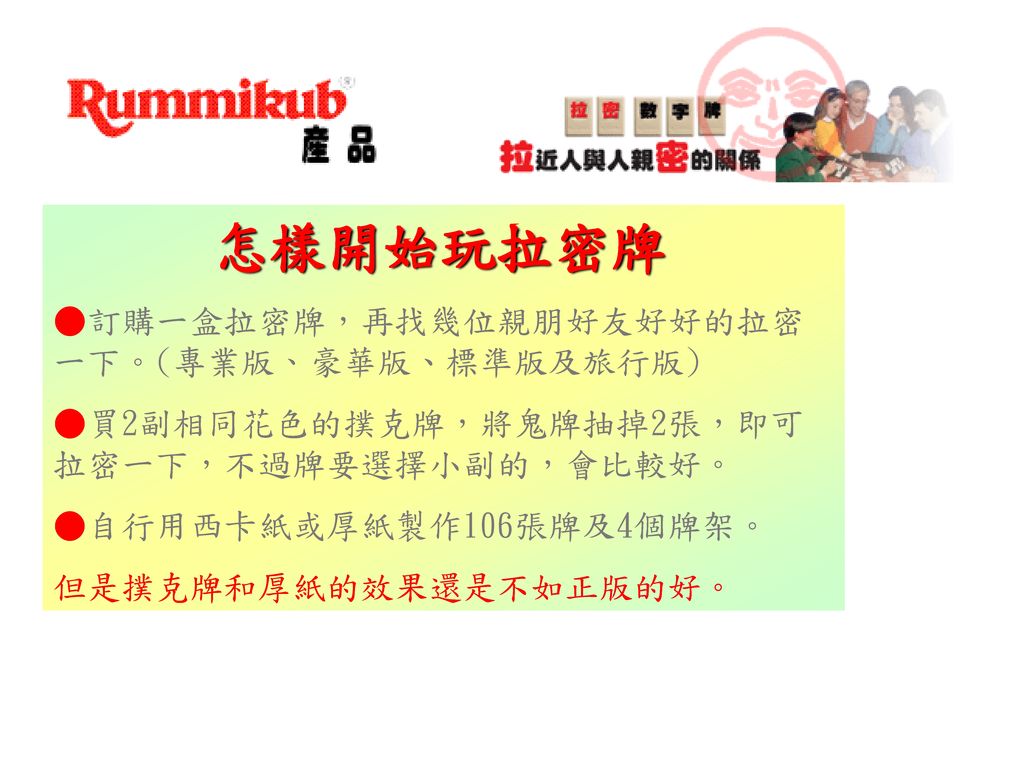 Rummikub®
產 品
拉 密 數 字 牌
拉近人與人親密的關係
怎樣開始玩拉密牌
●訂購一盒拉密牌，再找幾位親朋好友好好的拉密
一下。(專業版、豪華版、標準版及旅行版)
●買2副相同花色的撲克牌，將鬼牌抽掉2張，即可
拉密一下，不過牌要選擇小副的，會比較好。
●自行用西卡紙或厚紙製作106張牌及4個牌架。
但是撲克牌和厚紙的效果還是不如正版的好。